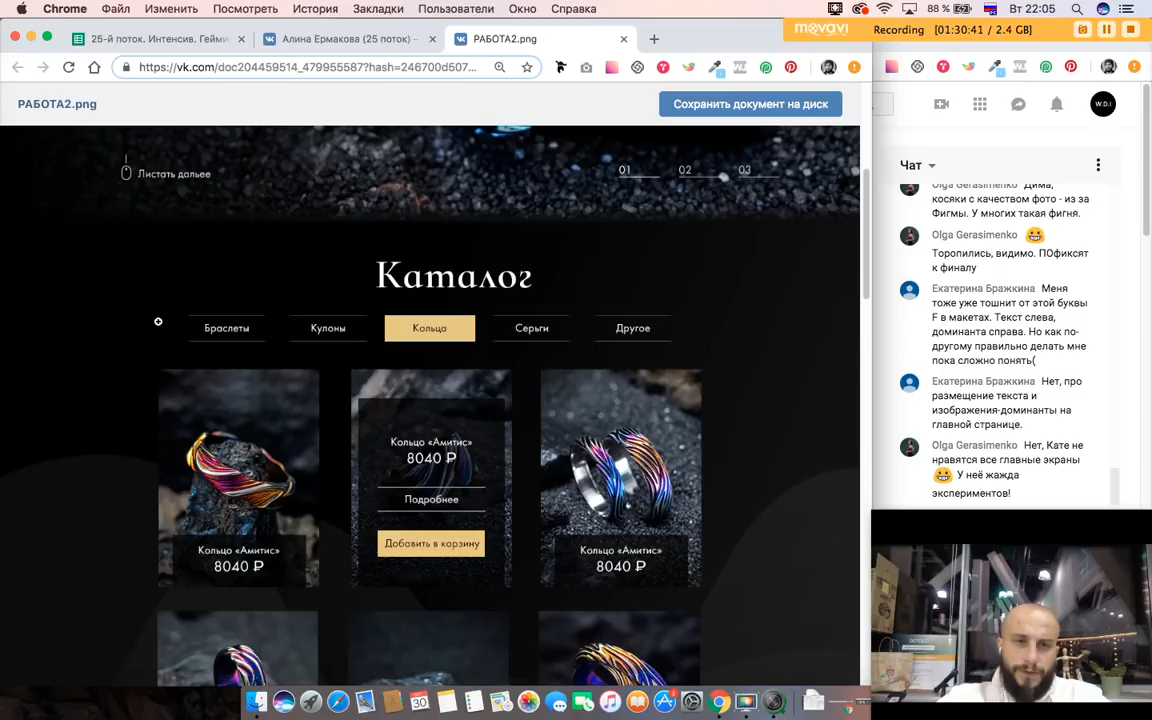 Chrome Файл Изменить Посмотреть История Закладки Пользователи Окно Справка
88 % Вт 22:05
25-й поток. Интенсив. Гейми
Алина Ермакова (25 поток) –
РАБОТА2.png
movavi
Recording [01:30:41 / 2.4 GB]
https://vk.com/doc204459514_479955587?hash=246700d507...
РАБОТА2.png
Сохранить документ на диск
W.D.I
Листать далее
01 02 03
Каталог
Браслеты Кулоны Кольца Серьги Другое
Кольцо «Амитис»
8040 ₽
Кольцо «Амитис»
8040 ₽
Подробнее
Добавить в корзину
Кольцо «Амитис»
8040 ₽
Чат
Olga Gerasimenko Дима,
косяки с качеством фото - из за
Фигмы. У многих такая фигня.
Olga Gerasimenko 😀
Торопились, видимо. ПОфиксят
к финалу
Екатерина Бражкина Меня
тоже уже тошнит от этой буквы
F в макетах. Текст слева,
доминанта справа. Но как по-
другому правильно делать мне
пока сложно понять(
Екатерина Бражкина Нет, про
размещение текста и
изображения-доминанты на
главной странице.
Olga Gerasimenko Нет, Кате не
нравятся все главные экраны
😀 У неё жажда
экспериментов!
30